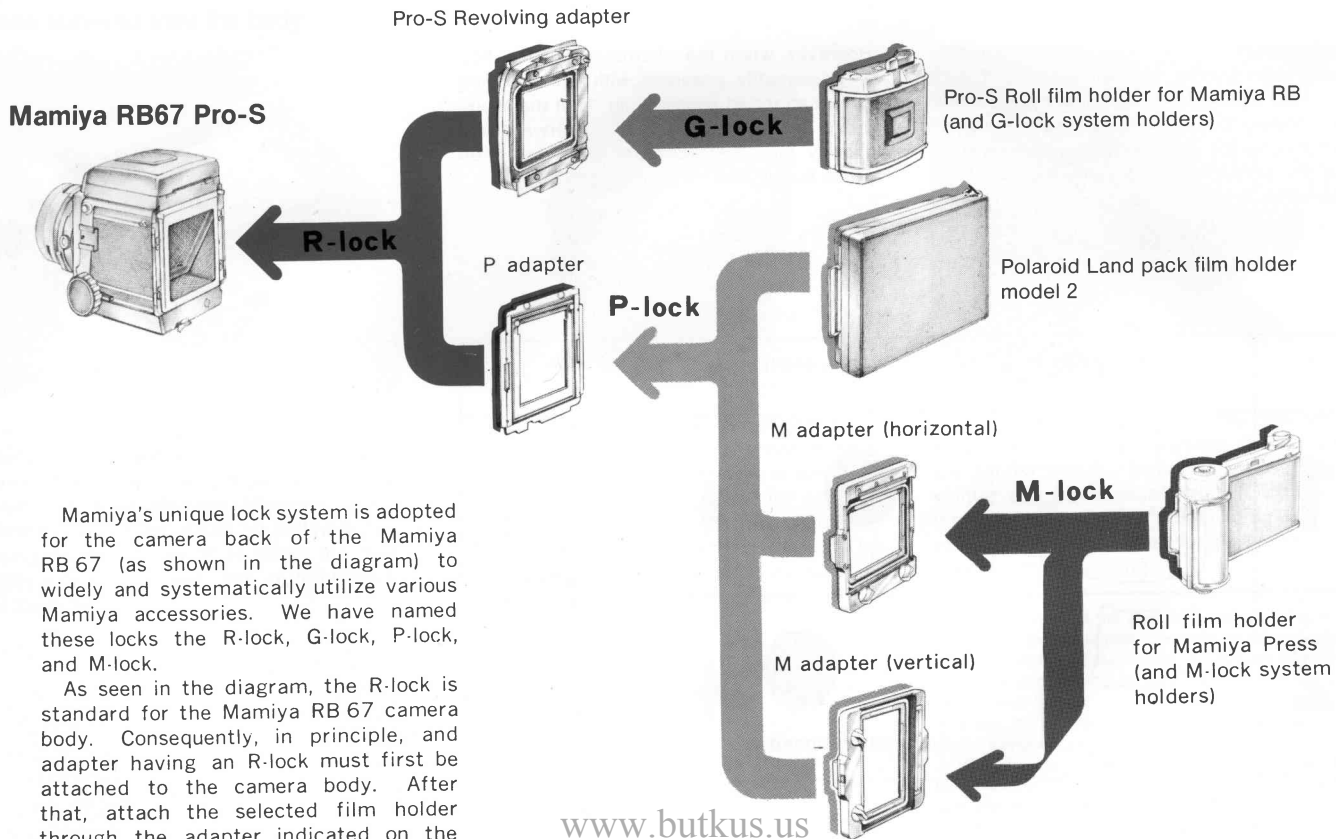 Pro-S Revolving adapter
Mamiya RB67 Pro-S
G-lock
Pro-S Roll film holder for Mamiya RB
(and G-lock system holders)
R-lock
P adapter
P-lock
Polaroid Land pack film holder
model 2
M adapter (horizontal)
M-lock
Roll film holder
for Mamiya Press
(and M-lock system
holders)
M adapter (vertical)
Mamiya's unique lock system is adopted
for the camera back of the Mamiya
RB 67 (as shown in the diagram) to
widely and systematically utilize various
Mamiya accessories. We have named
these locks the R-lock, G-lock, P-lock,
and M-lock.
As seen in the diagram, the R-lock is
standard for the Mamiya RB 67 camera
body. Consequently, in principle, and
adapter having an R-lock must first be
attached to the camera body. After
that, attach the selected film holder
through the adapter indicated on the
www.butkus.us